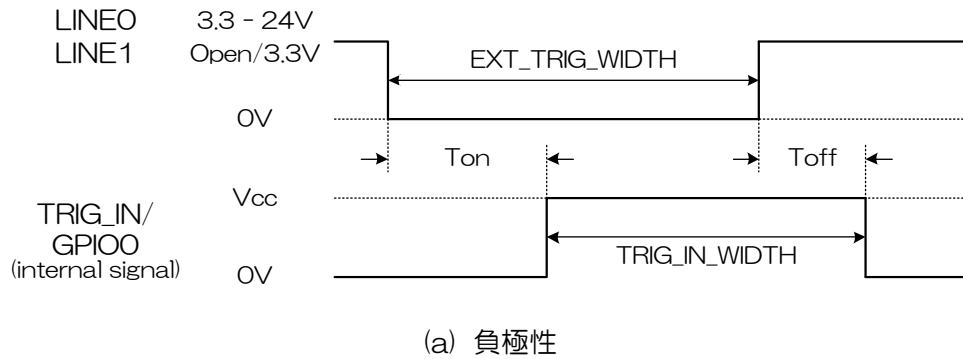 LINE0 3.3 - 24V
LINE1 Open/3.3V
EXT_TRIG_WIDTH
0V
Ton
Toff
Vcc
TRIG_IN/
GPIO0
(internal signal)
TRIG_IN_WIDTH
0V
(a) 負極性